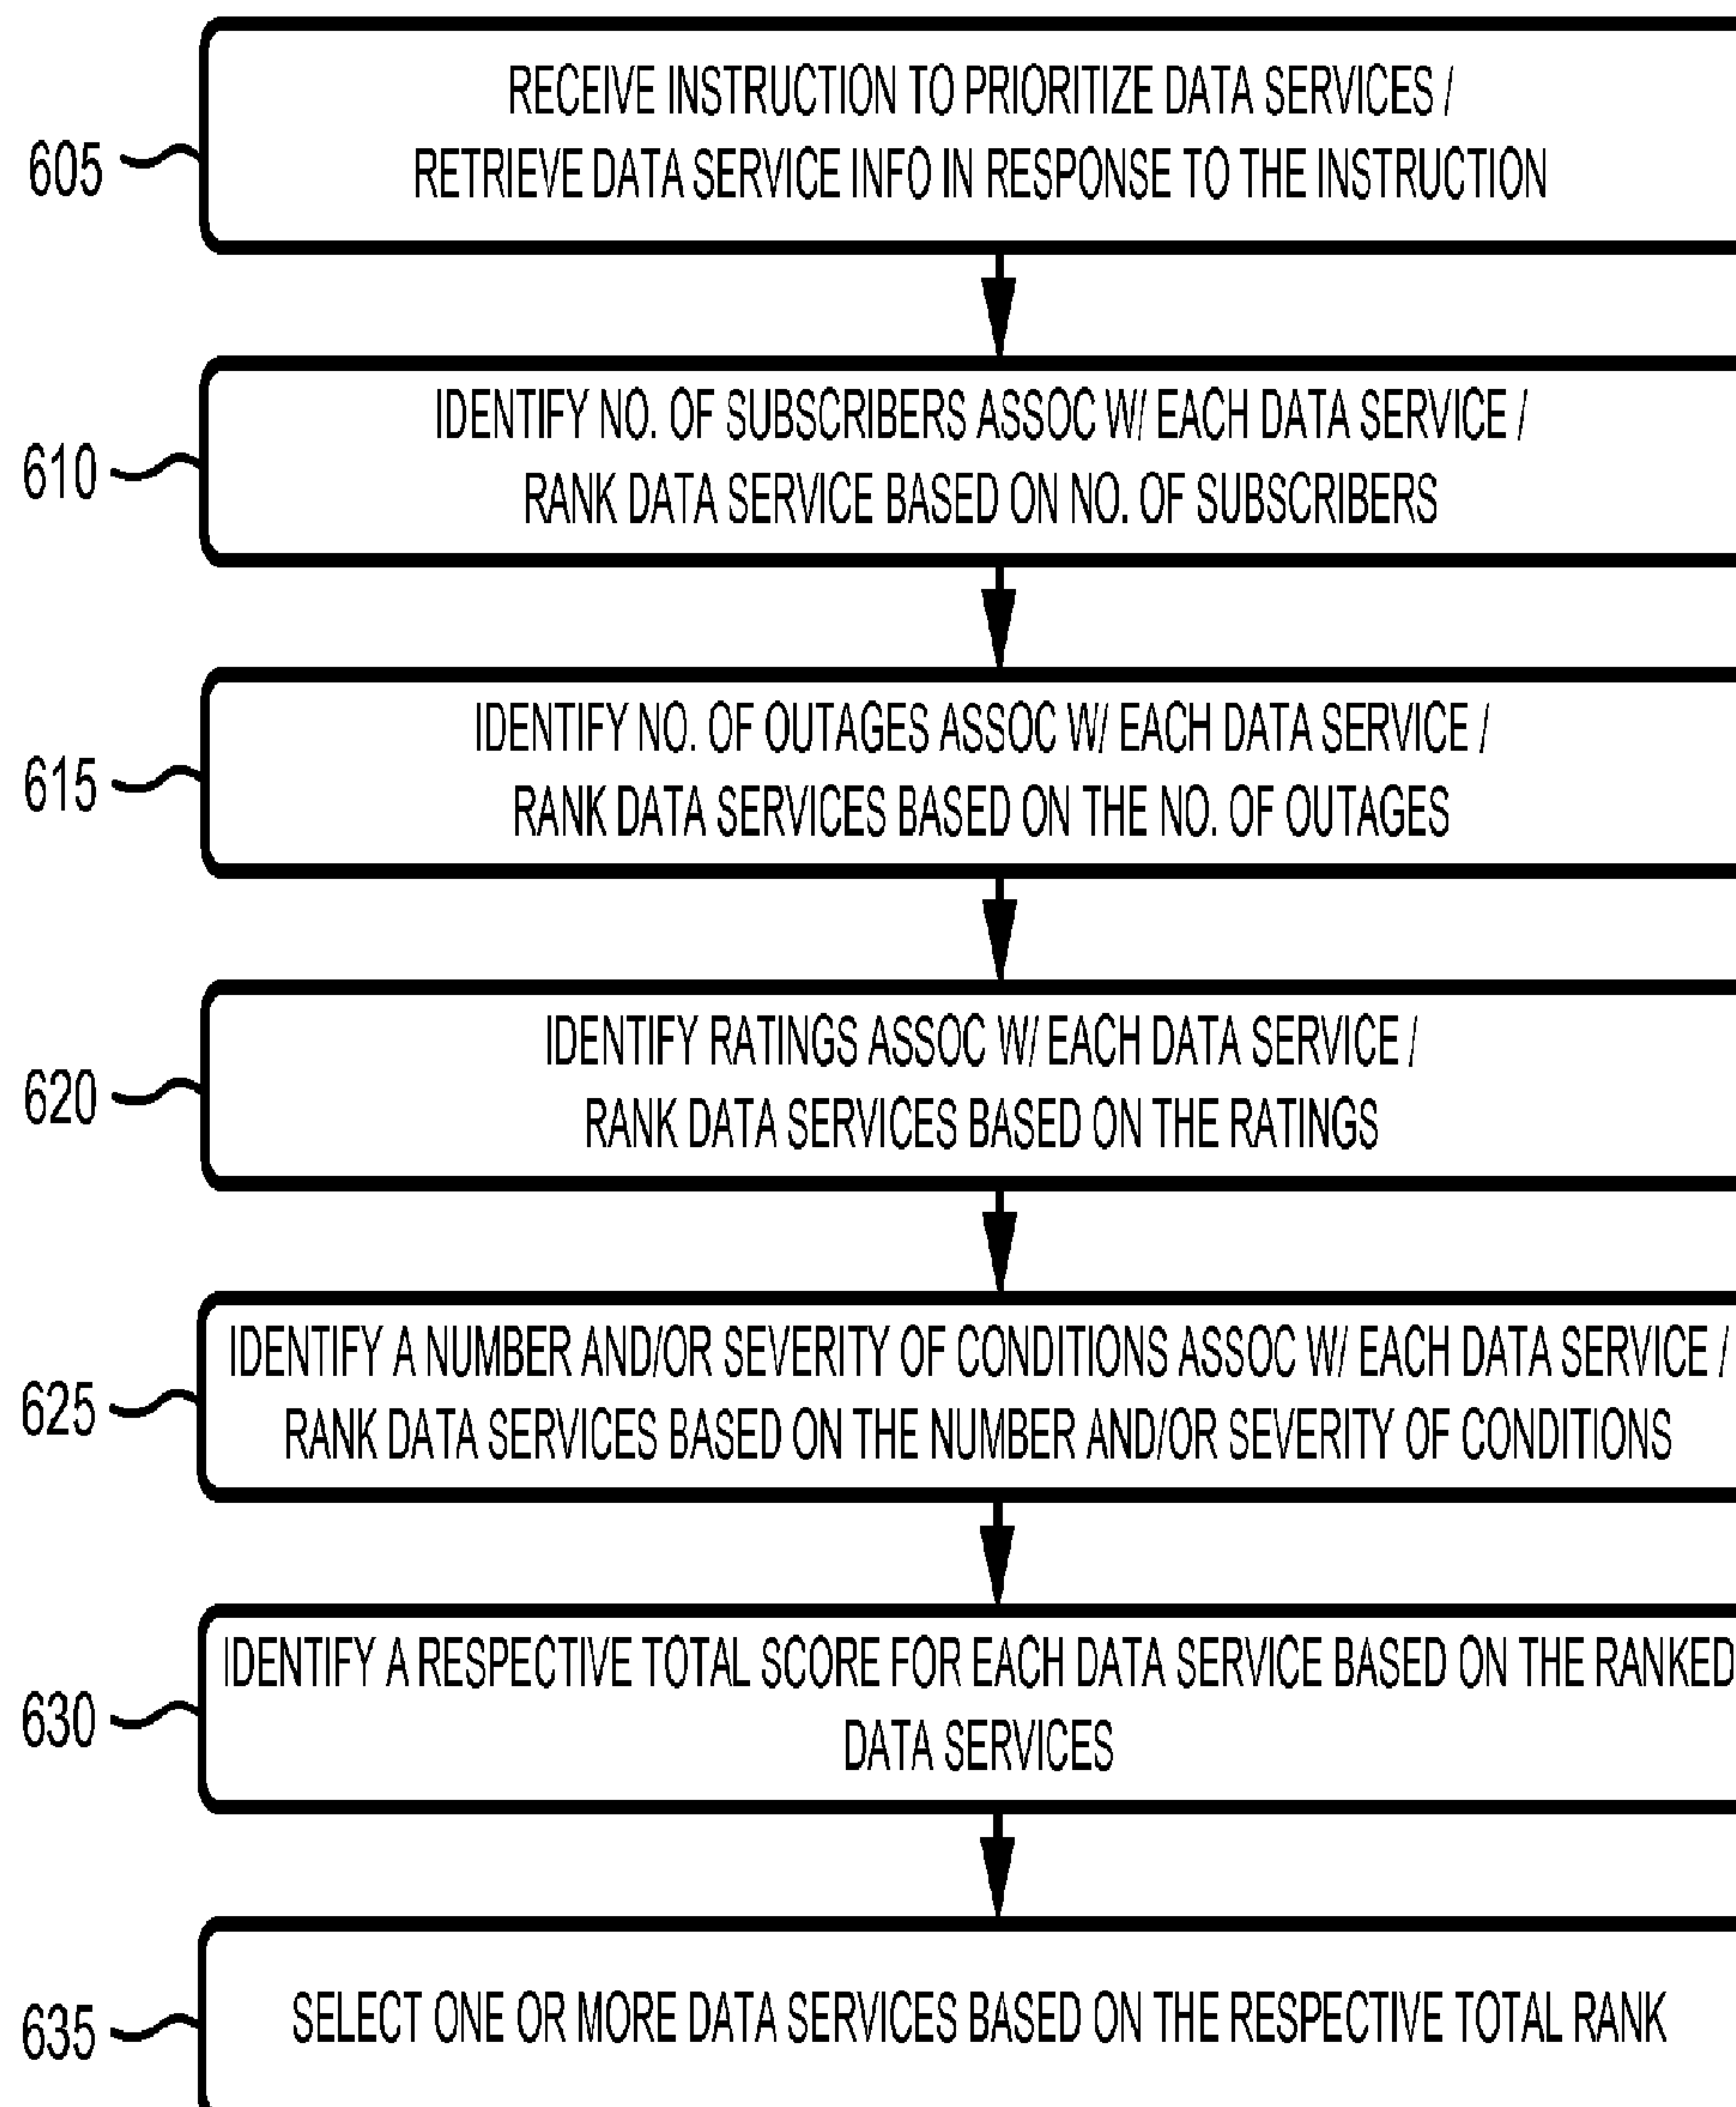 605
RECEIVE INSTRUCTION TO PRIORITIZE DATA SERVICES /
RETRIEVE DATA SERVICE INFO IN RESPONSE TO THE INSTRUCTION
610
IDENTIFY NO. OF SUBSCRIBERS ASSOC W/ EACH DATA SERVICE /
RANK DATA SERVICE BASED ON NO. OF SUBSCRIBERS
615
IDENTIFY NO. OF OUTAGES ASSOC W/ EACH DATA SERVICE /
RANK DATA SERVICES BASED ON THE NO. OF OUTAGES
620
IDENTIFY RATINGS ASSOC W/ EACH DATA SERVICE /
RANK DATA SERVICES BASED ON THE RATINGS
625
IDENTIFY A NUMBER AND/OR SEVERITY OF CONDITIONS ASSOC W/ EACH DATA SERVICE /
RANK DATA SERVICES BASED ON THE NUMBER AND/OR SEVERITY OF CONDITIONS
630
IDENTIFY A RESPECTIVE TOTAL SCORE FOR EACH DATA SERVICE BASED ON THE RANKED
DATA SERVICES
635
SELECT ONE OR MORE DATA SERVICES BASED ON THE RESPECTIVE TOTAL RANK